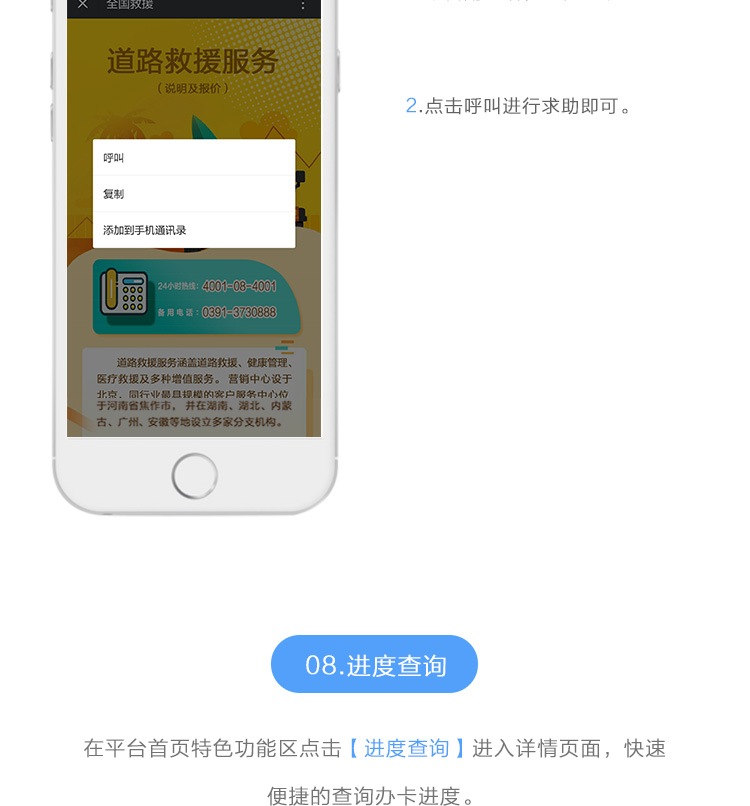 全国救援
道路救援服务
（说明及报价）
2.点击呼叫进行求助即可。
呼叫
复制
添加到手机通讯录
24小时热线：4001-08-4001
备用电话：0391-3730888
道路救援服务涵盖道路救援、健康管理、
医疗救援及多种增值服务。营销中心设于
北京，同行业最具规模的客户服务中心位
于河南省焦作市， 并在湖南、湖北、内蒙
古、广州、安徽等地设立多家分支机构。
08.进度查询
在平台首页特色功能区点击【进度查询】进入详情页面，快速
便捷的查询办卡进度。